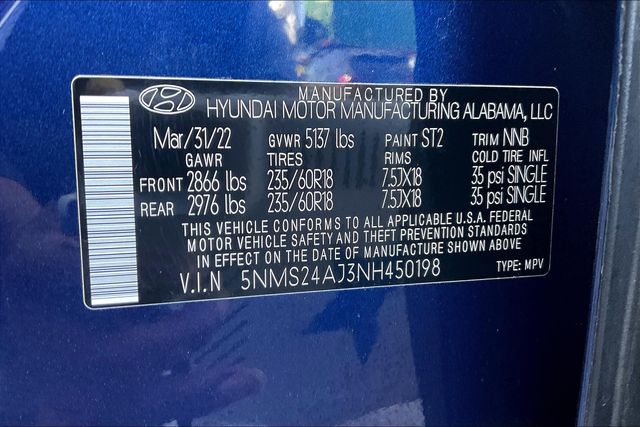 MANUFACTURED BY
HYUNDAI MOTOR MANUFACTURING ALABAMA, LLC
Mar/31/22 GVWR 5137 lbs PAINT ST2 TRIM NNB
GAWR TIRES RIMS COLD TIRE INFL
FRONT 2866 lbs 235/60R18 7.5JX18 35 psi SINGLE
REAR 2976 lbs 235/60R18 7.5JX18 35 psi SINGLE
THIS VEHICLE CONFORMS TO ALL APPLICABLE U.S.A. FEDERAL
MOTOR VEHICLE SAFETY AND THEFT PREVENTION STANDARDS
IN EFFECT ON THE DATE OF MANUFACTURE SHOWN ABOVE
V.I.N 5NMS24AJ3NH450198 TYPE: MPV